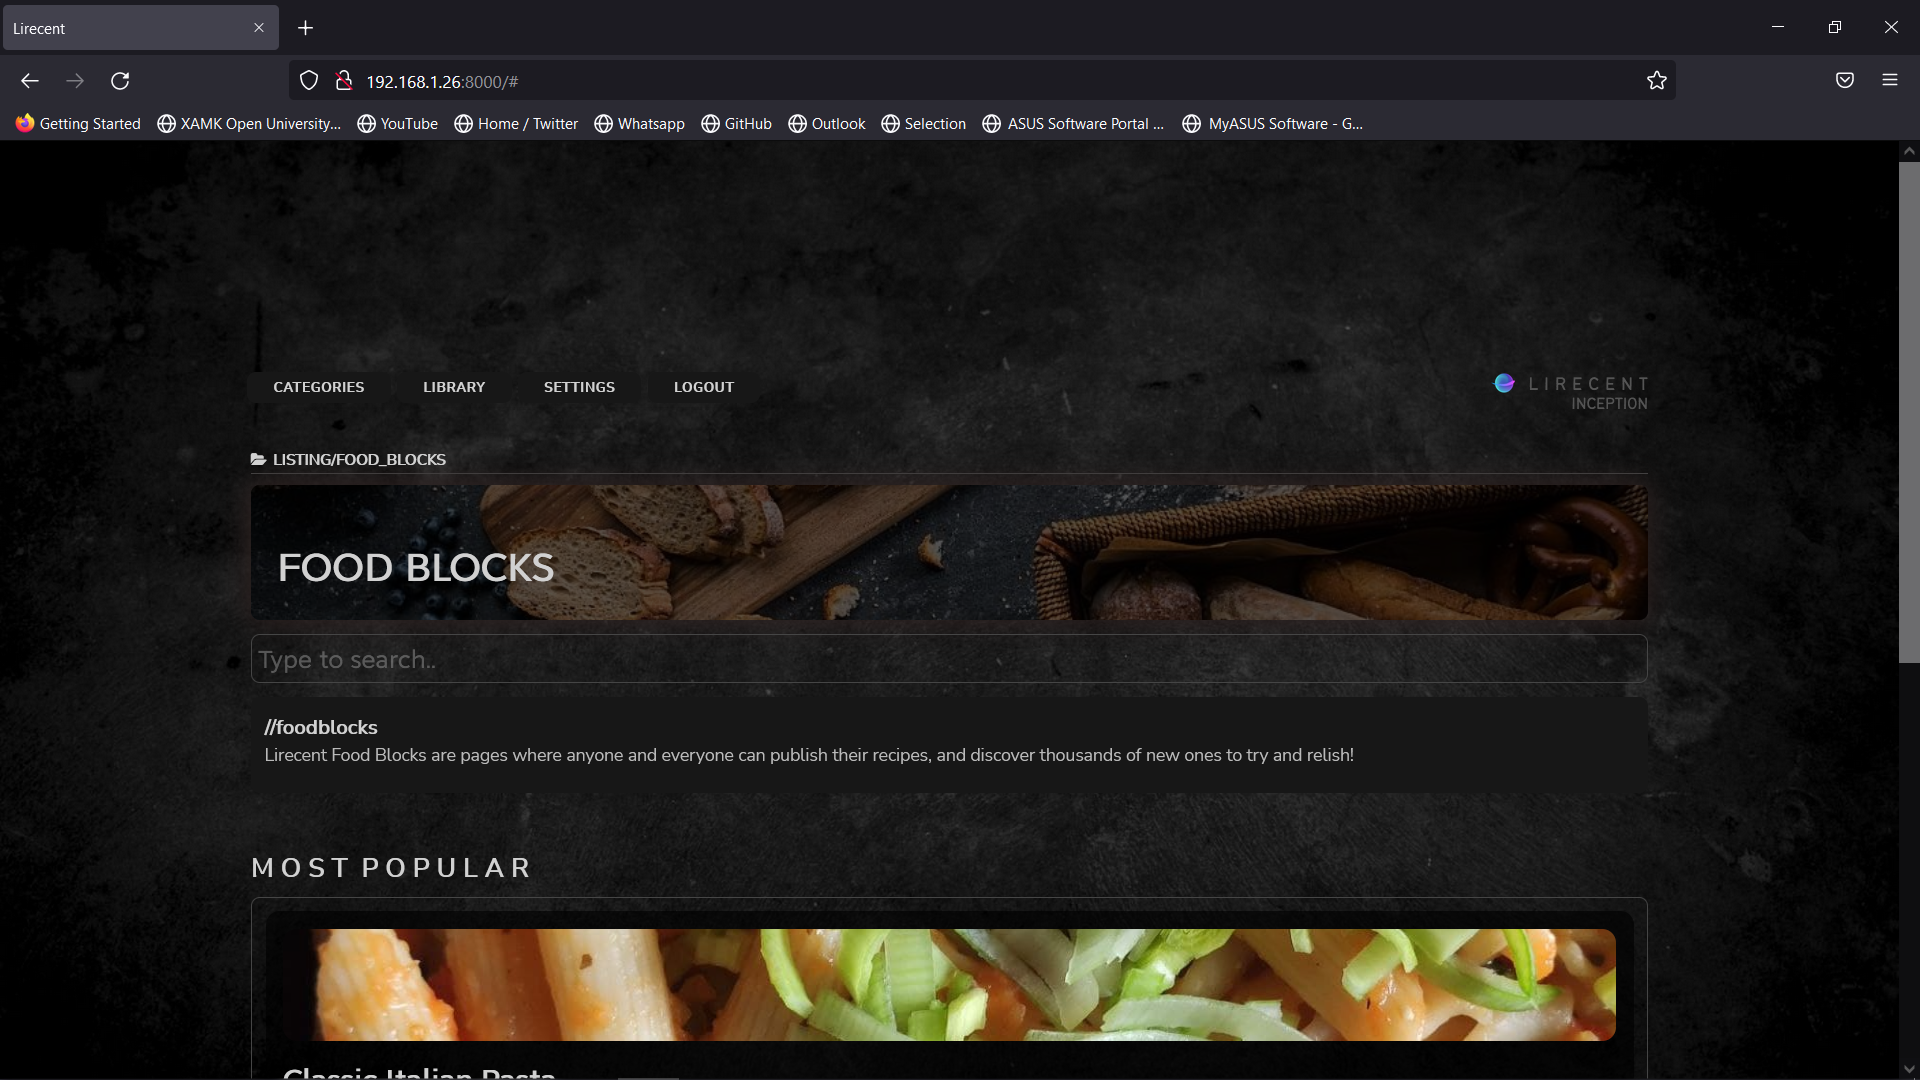 Lirecent
192.168.1.26:8000/#
Getting Started XAMK Open University... YouTube Home / Twitter Whatsapp GitHub Outlook Selection ASUS Software Portal ... MyASUS Software - G...
CATEGORIES LIBRARY SETTINGS LOGOUT
LIRECENT
INCEPTION
LISTING/FOOD_BLOCKS
FOOD BLOCKS
Type to search..
//foodblocks
Lirecent Food Blocks are pages where anyone and everyone can publish their recipes, and discover thousands of new ones to try and relish!
MOST POPULAR
Classic Italian Pasta